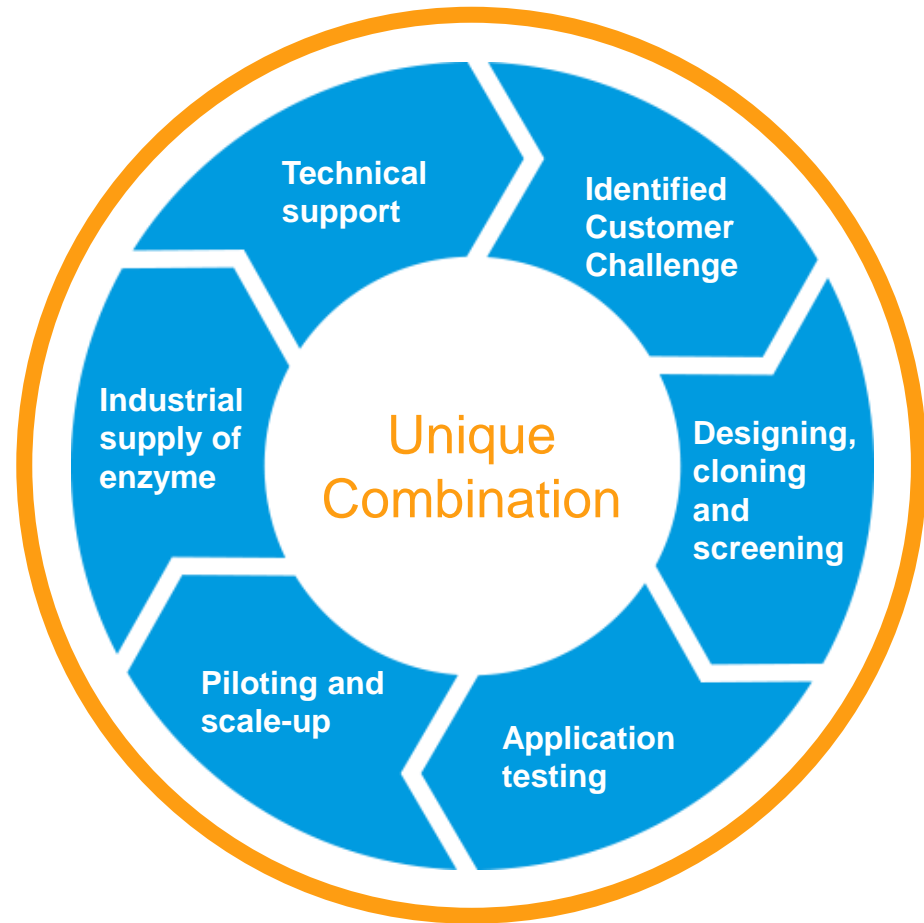 Technical
support
Identified
Customer
Challenge
Industrial
supply of
enzyme
Unique
Combination
Designing,
cloning
and
screening
Piloting and
scale-up
Application
testing